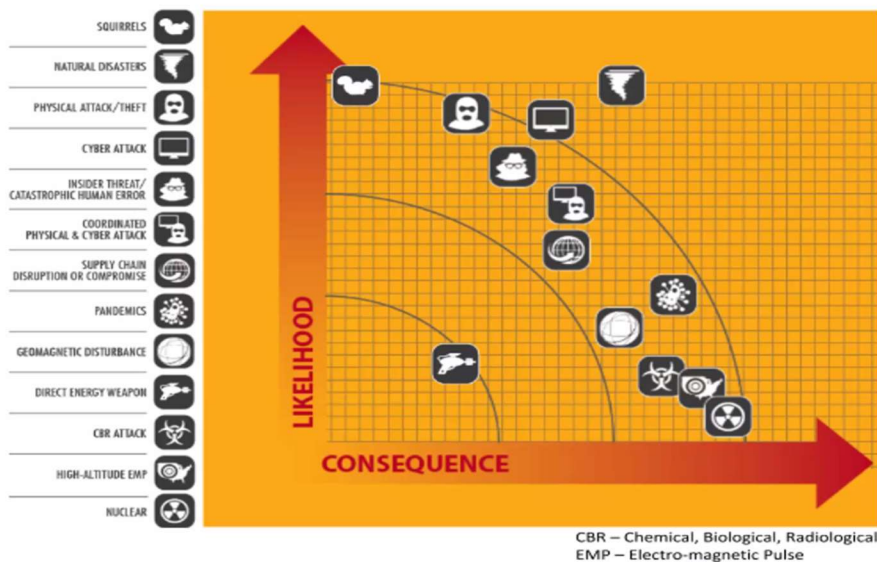 SQUIRRELS
NATURAL DISASTERS
PHYSICAL ATTACK/THEFT
CYBER ATTACK
INSIDER THREAT/
CATASTROPHIC HUMAN ERROR
COORDINATED
PHYSICAL & CYBER ATTACK
SUPPLY CHAIN
DISRUPTION OR COMPROMISE
PANDEMICS
GEOMAGNETIC DISTURBANCE
DIRECT ENERGY WEAPON
CBR ATTACK
HIGH-ALTITUDE EMP
NUCLEAR
LIKELIHOOD
CONSEQUENCE
CBR – Chemical, Biological, Radiological
EMP – Electro-magnetic Pulse